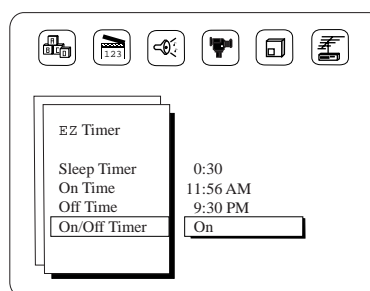 A
B C D
123
EZ Timer
Sleep Timer 0:30
On Time 11:56 AM
Off Time 9:30 PM
On/Off Timer On